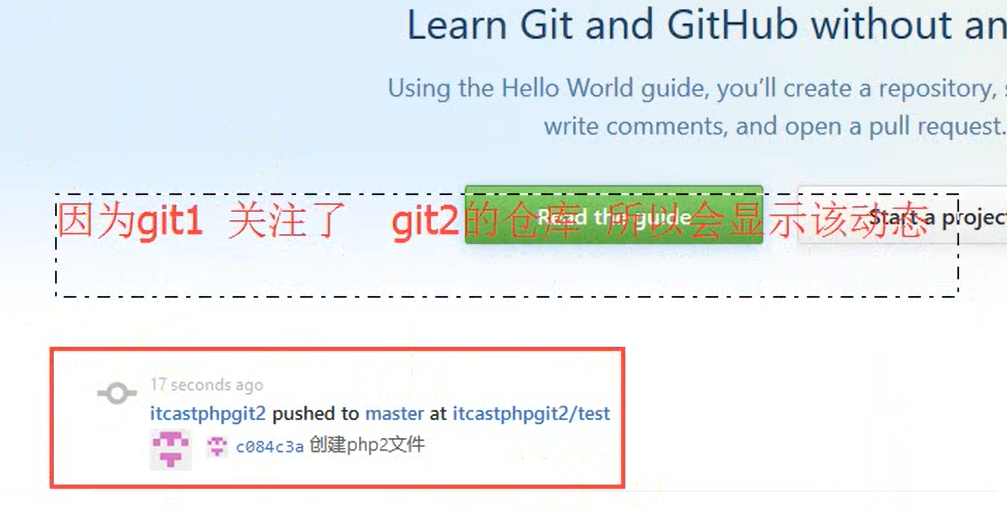 Learn Git and GitHub without an
Using the Hello World guide, you’ll create a repository, s
write comments, and open a pull request.
因为git1 关注了 git2的仓库 所以会显示该动态
Read the guide
Start a projec
17 seconds ago
itcastphpgit2 pushed to master at itcastphpgit2/test
c084c3a 创建php2文件